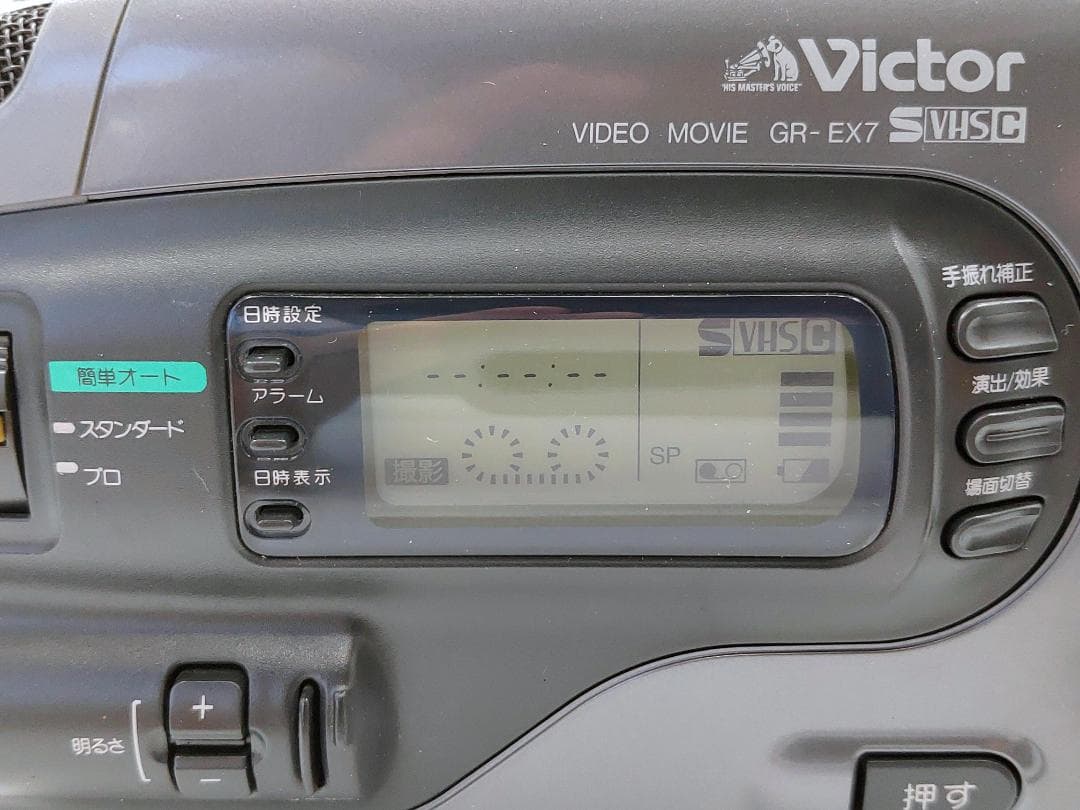 Victor
"HIS MASTER'S VOICE"
VIDEO MOVIE GR-EX7 S VHS C
手振れ補正
日時設定
S VHS C
簡単オート
--:--:--
演出/効果
アラーム
スタンダード
SP
撮影
日時表示
プロ
場面切替
+
明るさ
−
押す